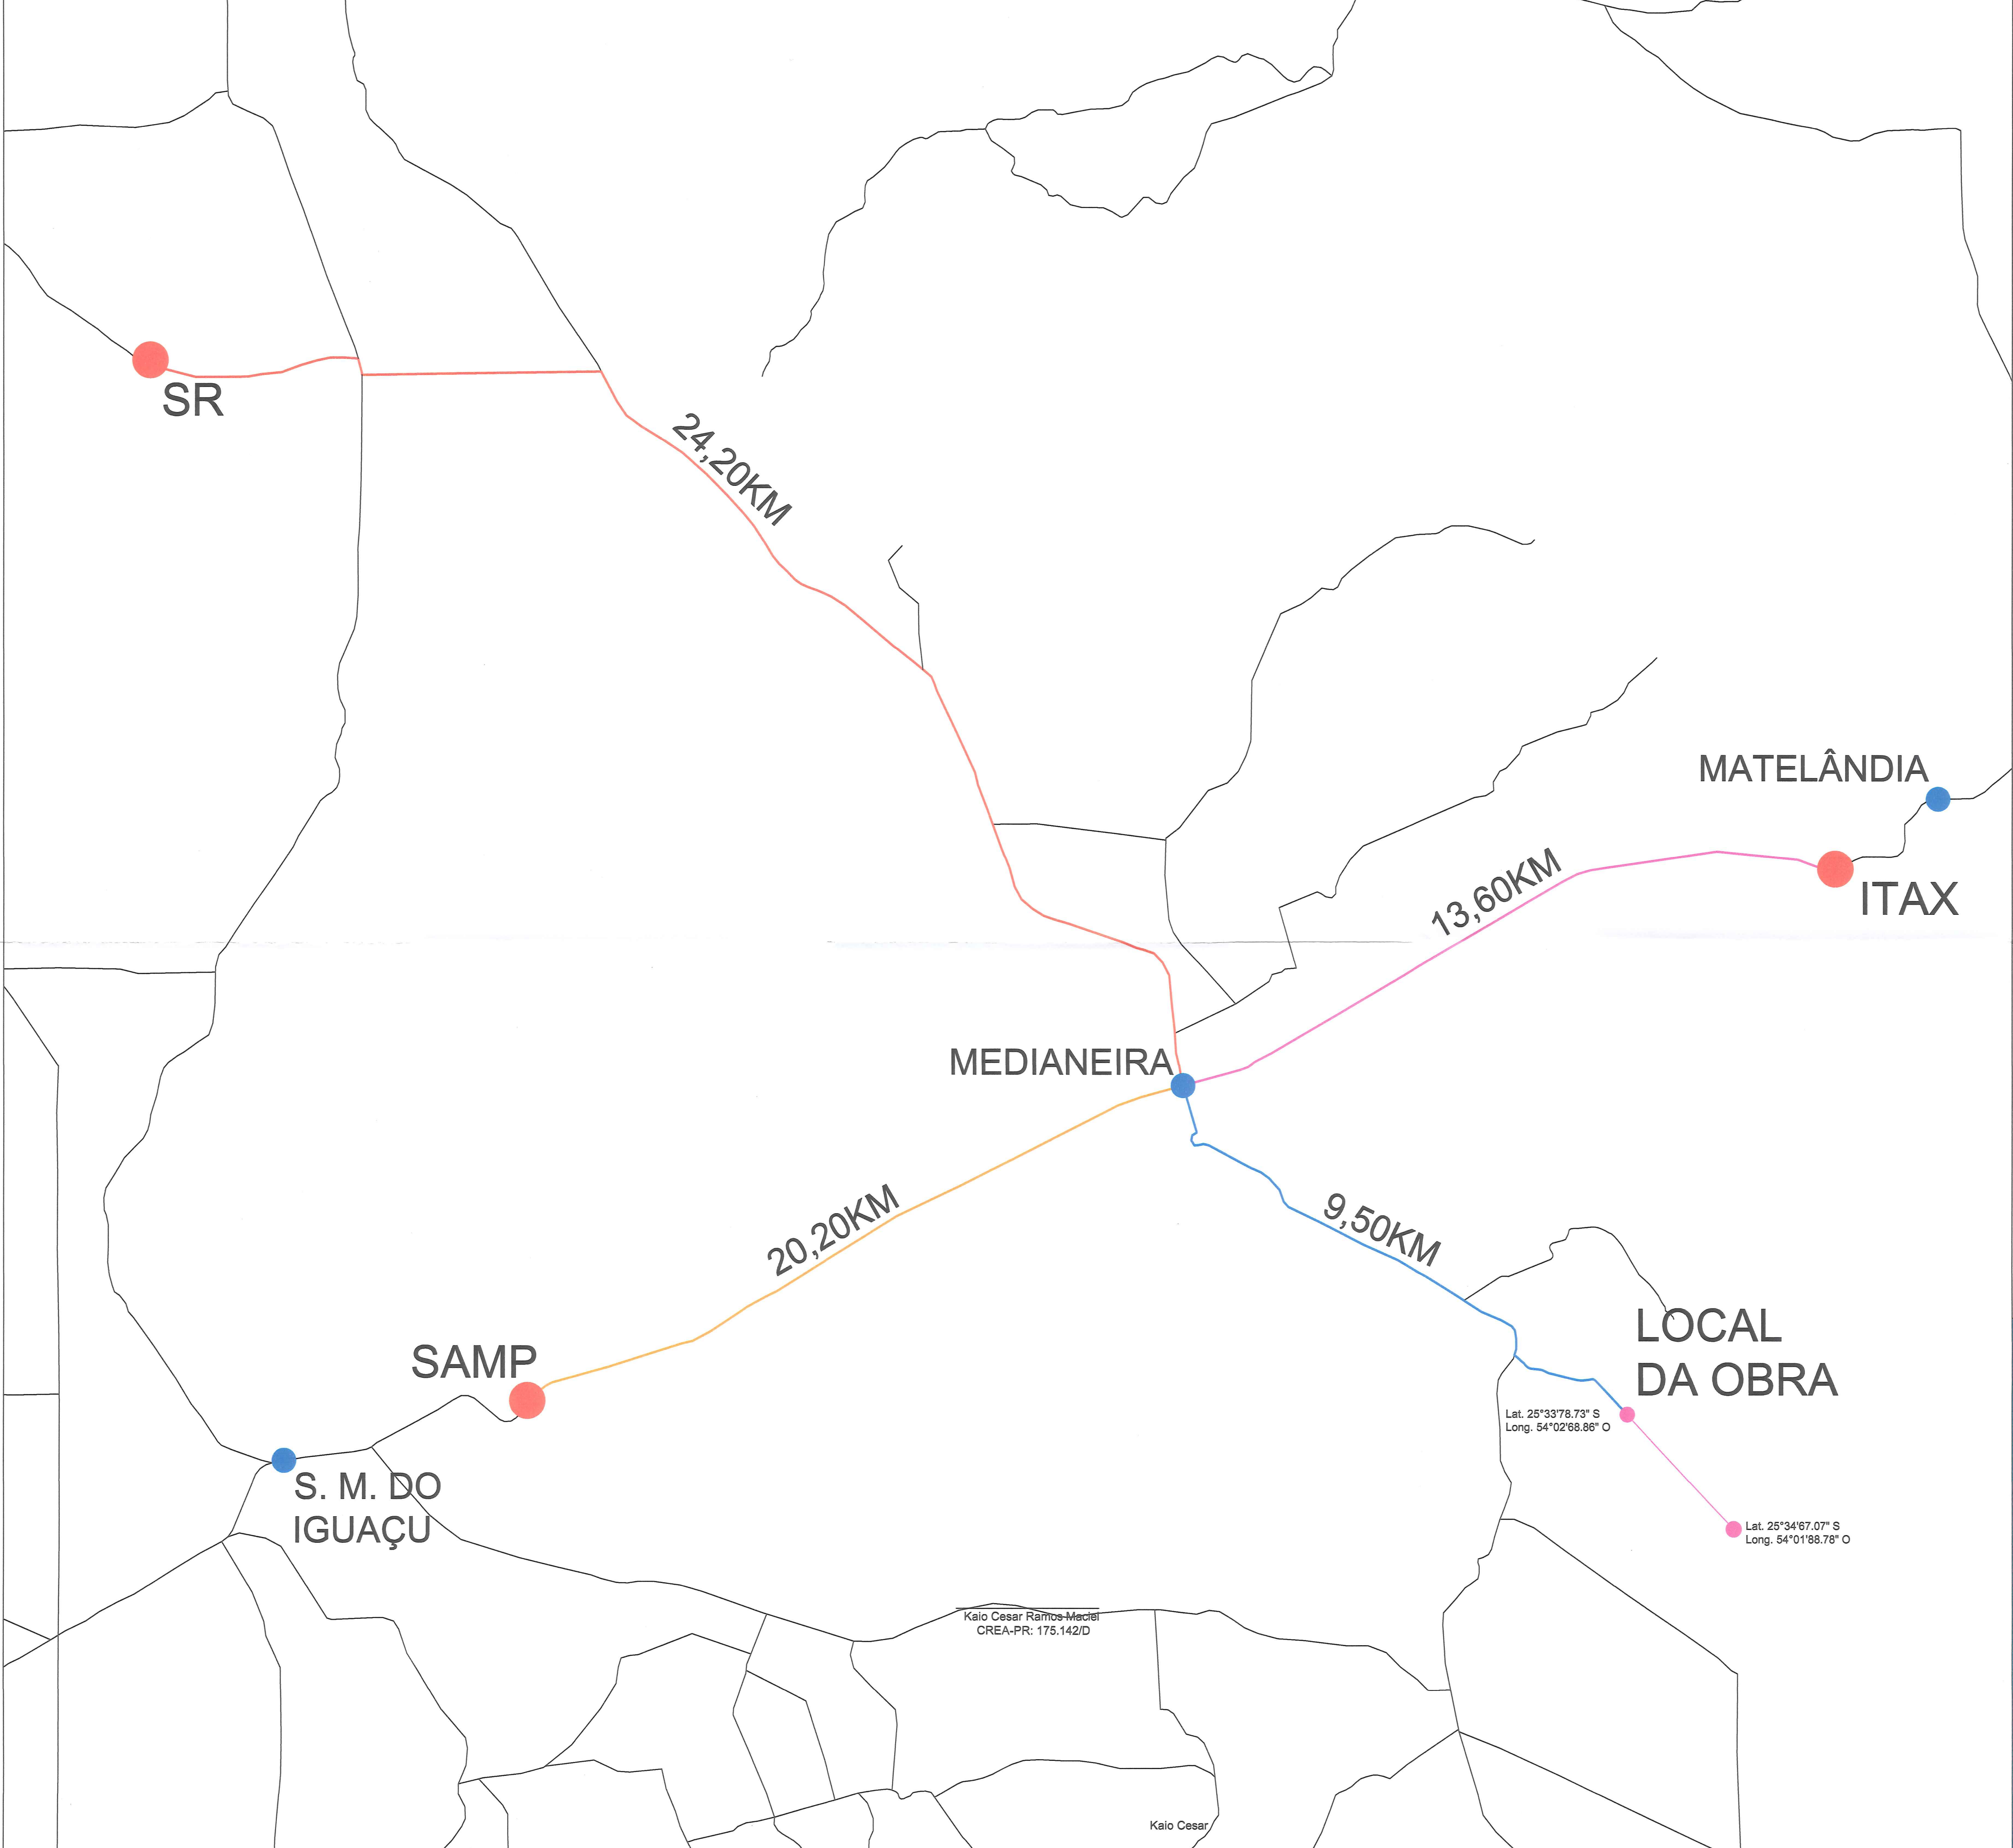 SR
24,20KM
MATELÂNDIA
13,60KM
ITAX
MEDIANEIRA
20,20KM
9,50KM
SAMP
LOCAL
DA OBRA
Lat. 25°33'78.73" S
Long. 54°02'68.86" O
S. M. DO
IGUAÇU
Lat. 25°34'67.07" S
Long. 54°01'88.78" O
Kaio Cesar Ramos Maciel
CREA-PR: 175.142/D
Kaio Cesar